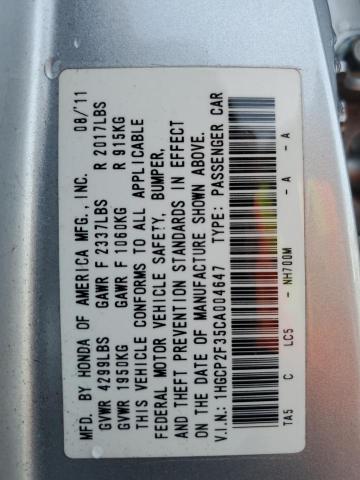 MFD. BY HONDA OF AMERICA MFG., INC. 08/11
GVWR 4299LBS GAWR F 2337LBS R 2017LBS
GVWR 1950KG GAWR F 1060KG R 915KG
THIS VEHICLE CONFORMS TO ALL APPLICABLE
FEDERAL MOTOR VEHICLE SAFETY, BUMPER,
AND THEFT PREVENTION STANDARDS IN EFFECT
ON THE DATE OF MANUFACTURE SHOWN ABOVE.
V.I.N.: 1HGCP2F35CA004647 TYPE: PASSENGER CAR
TA5 C LC5 - NH700M - A - A